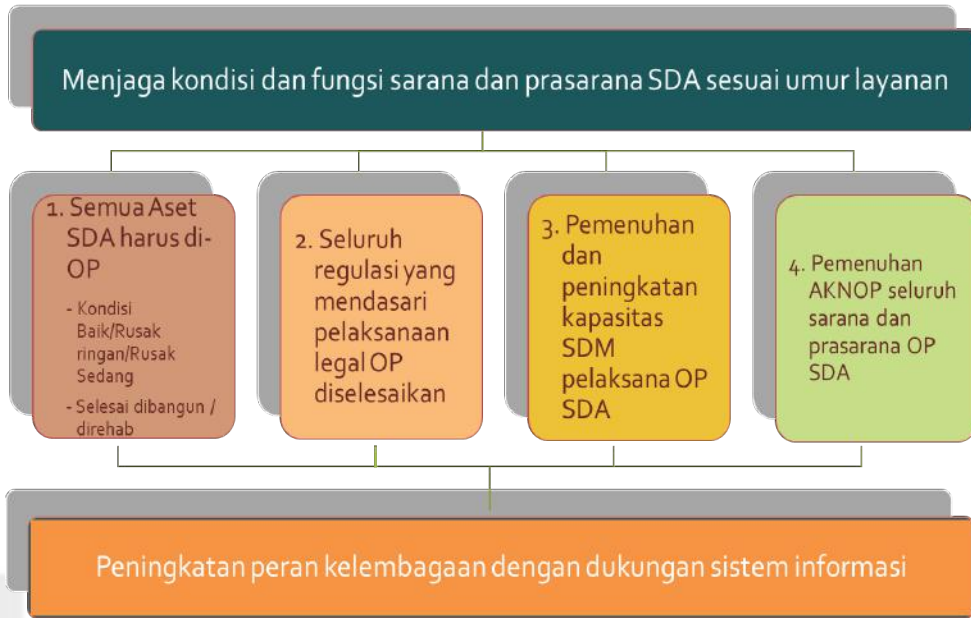 Menjaga kondisi dan fungsi sarana dan prasarana SDA sesuai umur layanan
1. Semua Aset
SDA harus di-
OP
- Kondisi
Baik/Rusak
ringan/Rusak
Sedang
- Selesai dibangun /
direhab
2. Seluruh
regulasi yang
mendasari
pelaksanaan
legal OP
diselesaikan
3. Pemenuhan
dan
peningkatan
kapasitas
SDM
pelaksana OP
SDA
4. Pemenuhan
AKNOP seluruh
sarana dan
prasarana OP
SDA
Peningkatan peran kelembagaan dengan dukungan sistem informasi